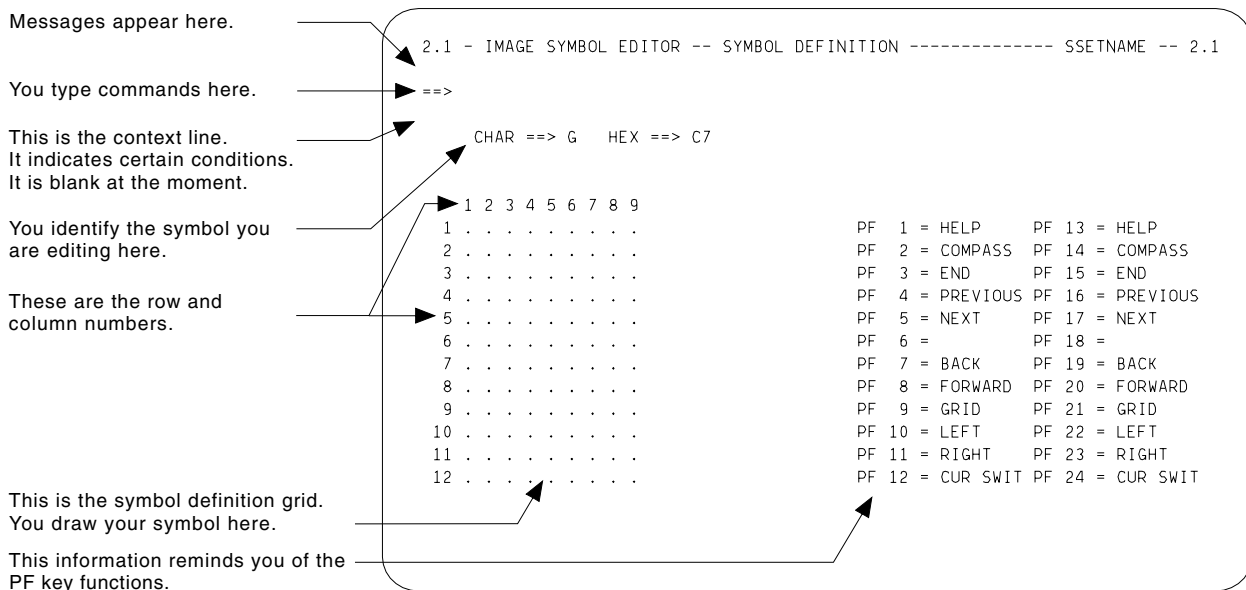 Messages appear here.
2.1 - IMAGE SYMBOL EDITOR -- SYMBOL DEFINITION -------------- SSETNAME -- 2.1
You type commands here.
==>
This is the context line.
It indicates certain conditions.
It is blank at the moment.
CHAR ==> G HEX ==> C7
You identify the symbol you
are editing here.
These are the row and
column numbers.
1 2 3 4 5 6 7 8 9
1 . . . . . . . . . PF 1 = HELP PF 13 = HELP
2 . . . . . . . . . PF 2 = COMPASS PF 14 = COMPASS
3 . . . . . . . . . PF 3 = END PF 15 = END
4 . . . . . . . . . PF 4 = PREVIOUS PF 16 = PREVIOUS
5 . . . . . . . . . PF 5 = NEXT PF 17 = NEXT
6 . . . . . . . . . PF 6 = PF 18 =
7 . . . . . . . . . PF 7 = BACK PF 19 = BACK
8 . . . . . . . . . PF 8 = FORWARD PF 20 = FORWARD
9 . . . . . . . . . PF 9 = GRID PF 21 = GRID
10 . . . . . . . . . PF 10 = LEFT PF 22 = LEFT
11 . . . . . . . . . PF 11 = RIGHT PF 23 = RIGHT
12 . . . . . . . . . PF 12 = CUR SWIT PF 24 = CUR SWIT
This is the symbol definition grid.
You draw your symbol here.
This information reminds you of the
PF key functions.